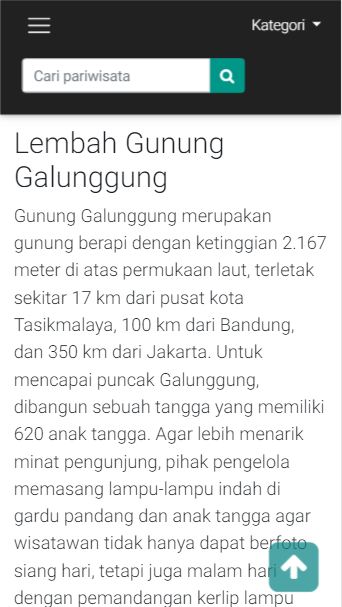 Kategori
Cari pariwisata
Lembah Gunung
Galunggung
Gunung Galunggung merupakan
gunung berapi dengan ketinggian 2.167
meter di atas permukaan laut, terletak
sekitar 17 km dari pusat kota
Tasikmalaya, 100 km dari Bandung,
dan 350 km dari Jakarta. Untuk
mencapai puncak Galunggung,
dibangun sebuah tangga yang memiliki
620 anak tangga. Agar lebih menarik
minat pengunjung, pihak pengelola
memasang lampu-lampu indah di
gardu pandang dan anak tangga agar
wisatawan tidak hanya dapat berfoto
siang hari, tetapi juga malam hari
dengan pemandangan kerlip lampu